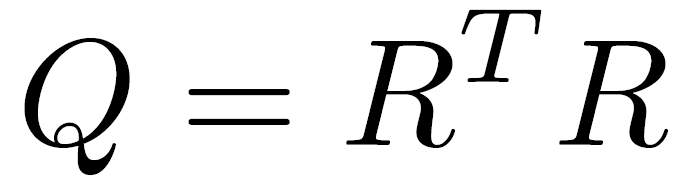 Q = R^T R